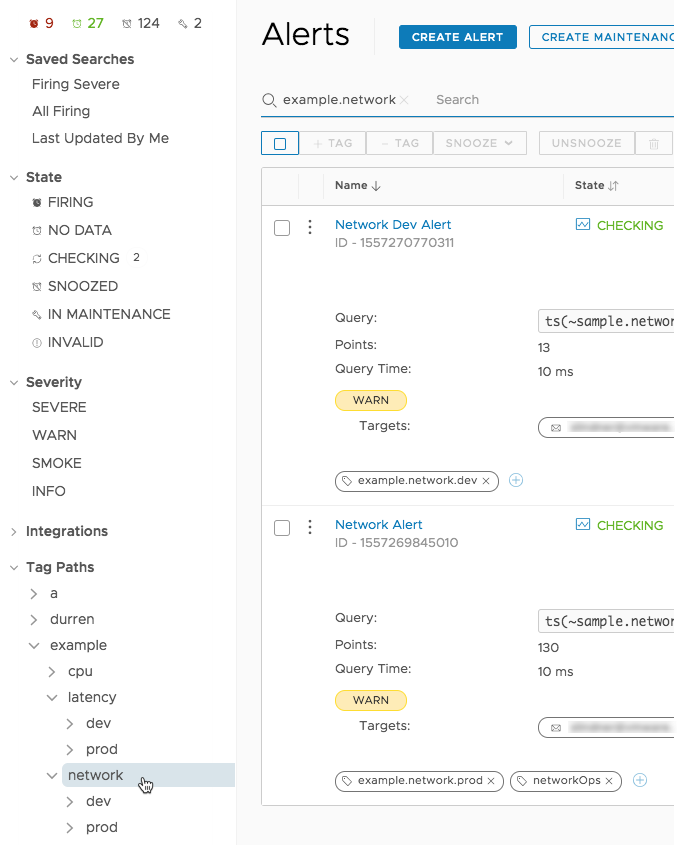 9 27 124 2
Saved Searches
Firing Severe
All Firing
Last Updated By Me
State
FIRING
NO DATA
CHECKING 2
SNOOZED
IN MAINTENANCE
INVALID
Severity
SEVERE
WARN
SMOKE
INFO
Integrations
Tag Paths
a
durren
example
cpu
latency
dev
prod
network
dev
prod
Alerts
CREATE ALERT
CREATE MAINTENANC
example.network
Search
+ TAG
− TAG
SNOOZE
UNSNOOZE
Name
State
Network Dev Alert
CHECKING
ID - 1557270770311
Query: ts(~sample.networ
Points: 13
Query Time: 10 ms
WARN
Targets:
example.network.dev
Network Alert
CHECKING
ID - 1557269845010
Query: ts(~sample.networ
Points: 130
Query Time: 10 ms
WARN
Targets:
example.network.prod networkOps